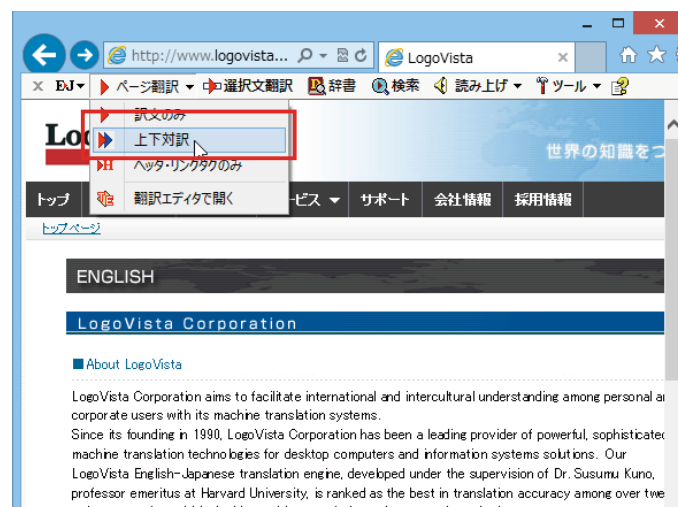 http://www.logovista...
LogoVista
EJ
ページ翻訳
選択文翻訳
辞書
検索
読み上げ
ツール
訳文のみ
上下対訳
ヘッダ・リンクタグのみ
翻訳エディタで開く
Lo
世界の知識をつ
トップ
ービス
サポート
会社情報
採用情報
トップページ
ENGLISH
LogoVista Corporation
About LogoVista
LogoVista Corporation aims to facilitate international and intercultural understanding among personal a
corporate users with its machine translation systems.
Since its founding in 1990, LogoVista Corporation has been a leading provider of powerful, sophisticated
machine translation technologies for desktop computers and information systems solutions. Our
LogoVista English-Japanese translation engine, developed under the supervision of Dr. Susumu Kuno,
professor emeritus at Harvard University, is ranked as the best in translation accuracy among over twe